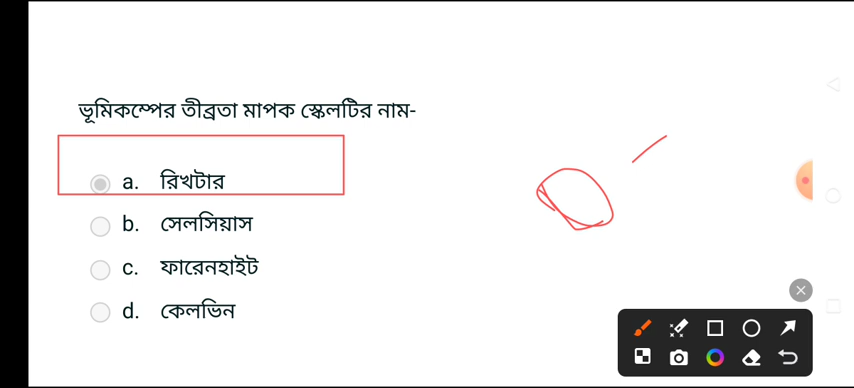 ভূমিকম্পের তীব্রতা মাপক স্কেলটির নাম-
a. রিখটার
b. সেলসিয়াস
c. ফারেনহাইট
d. কেলভিন